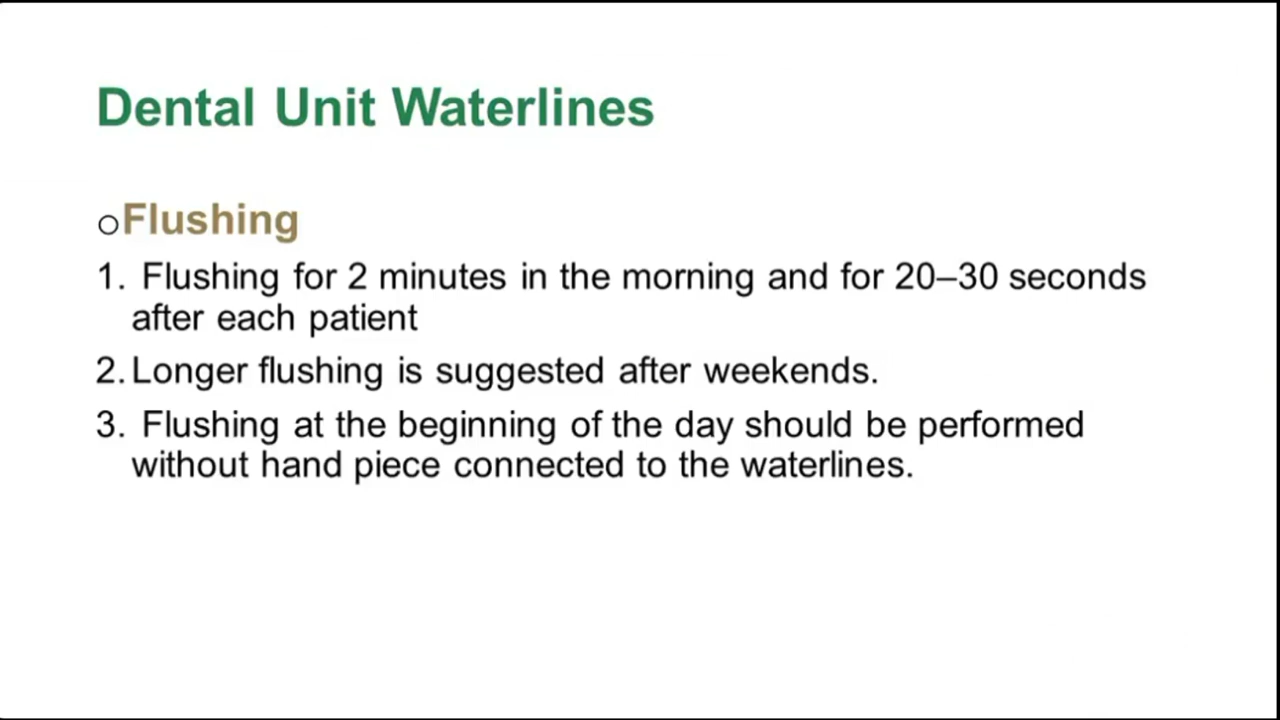 Dental Unit Waterlines
○Flushing
1. Flushing for 2 minutes in the morning and for 20–30 seconds
after each patient
2. Longer flushing is suggested after weekends.
3. Flushing at the beginning of the day should be performed
without hand piece connected to the waterlines.